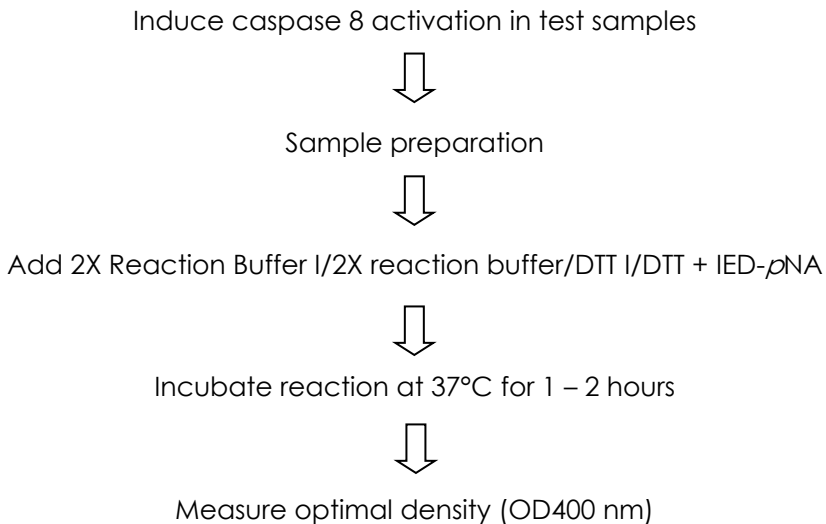 Induce caspase 8 activation in test samples
Sample preparation
Add 2X Reaction Buffer I/2X reaction buffer/DTT I/DTT + IED-pNA
Incubate reaction at 37°C for 1 – 2 hours
Measure optimal density (OD400 nm)